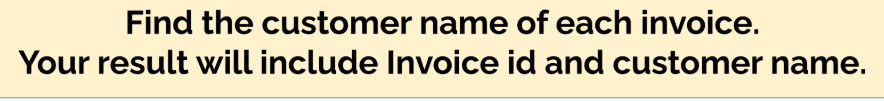 Find the customer name of each invoice.
Your result will include Invoice id and customer name.